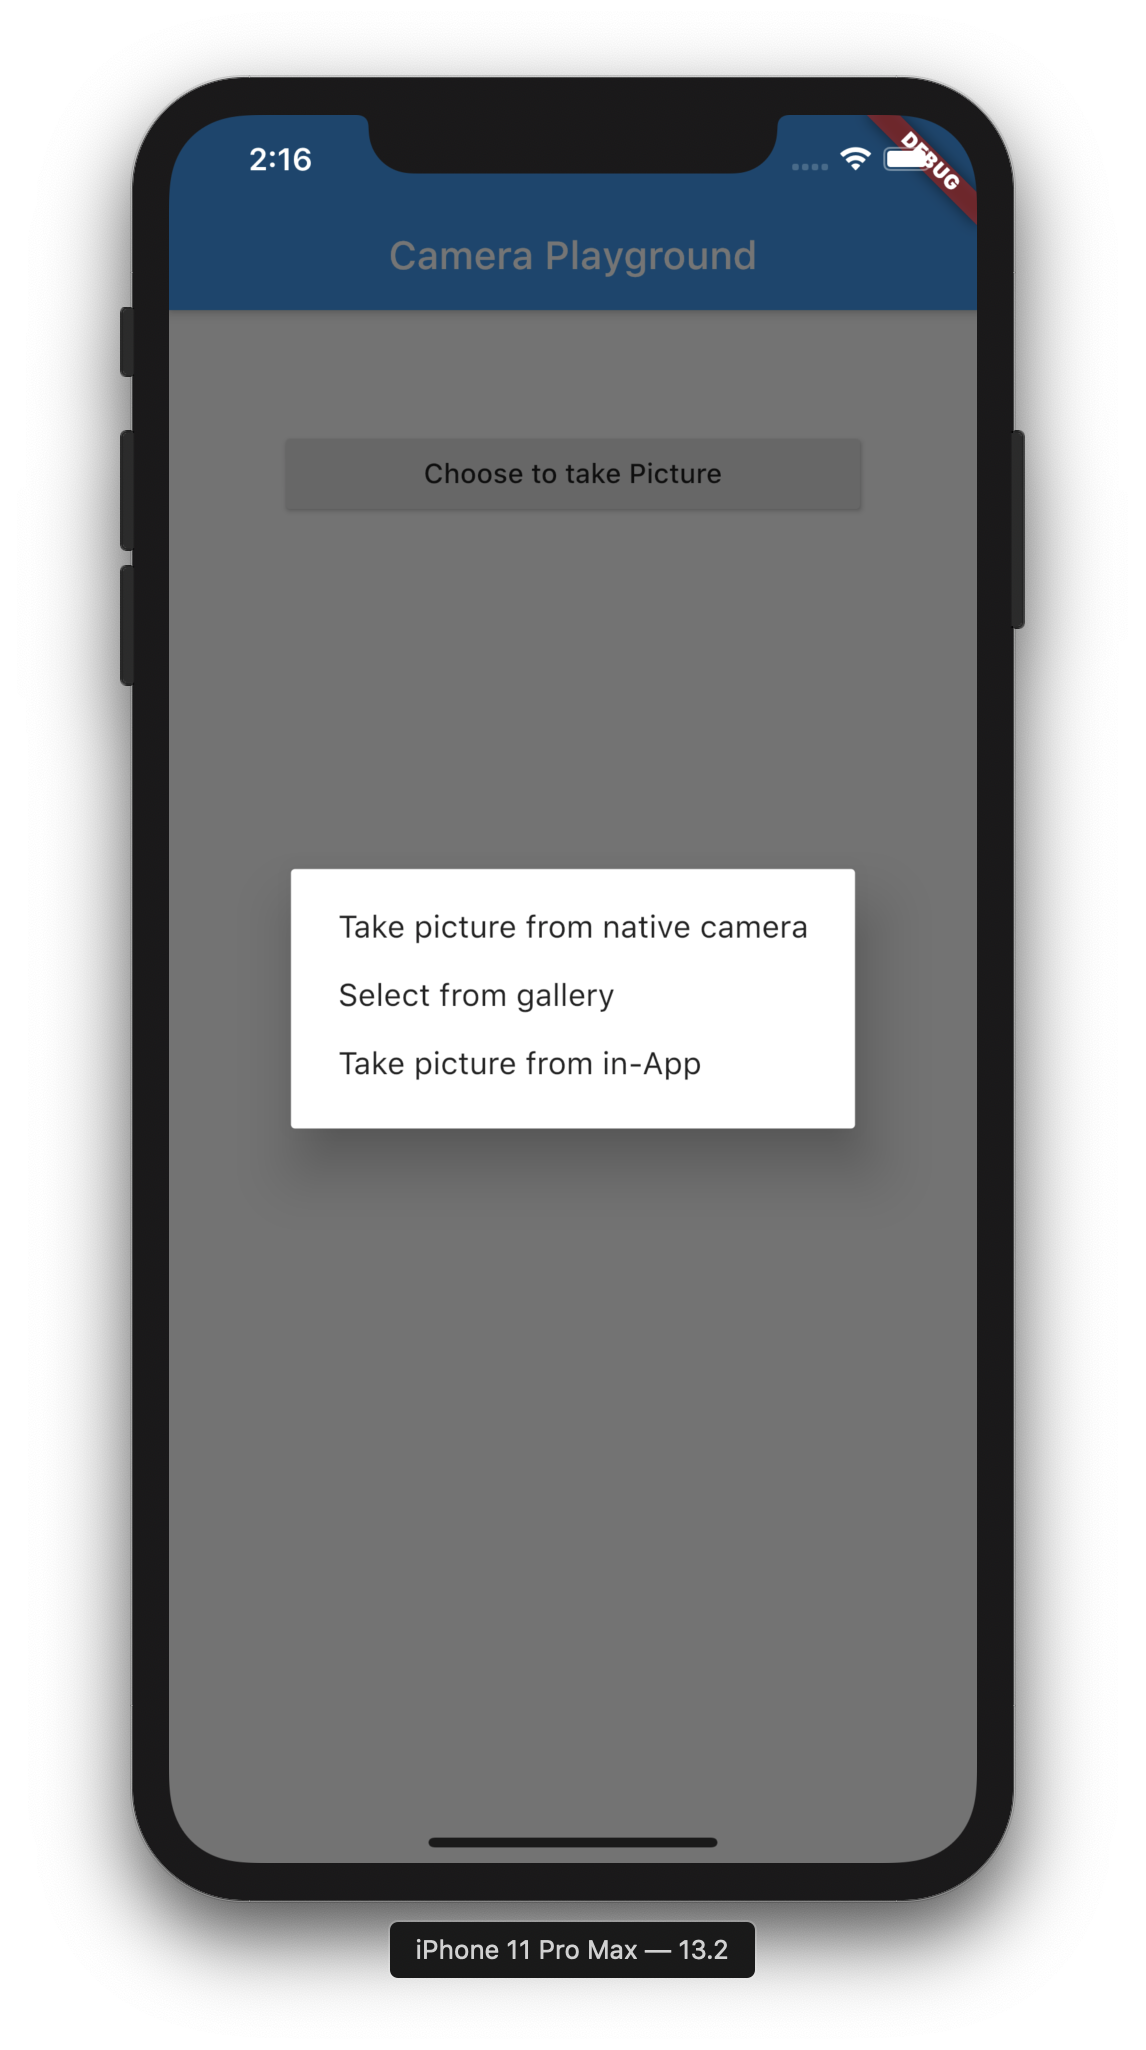 2:16
DEBUG
Camera Playground
Choose to take Picture
Take picture from native camera
Select from gallery
Take picture from in-App
iPhone 11 Pro Max — 13.2